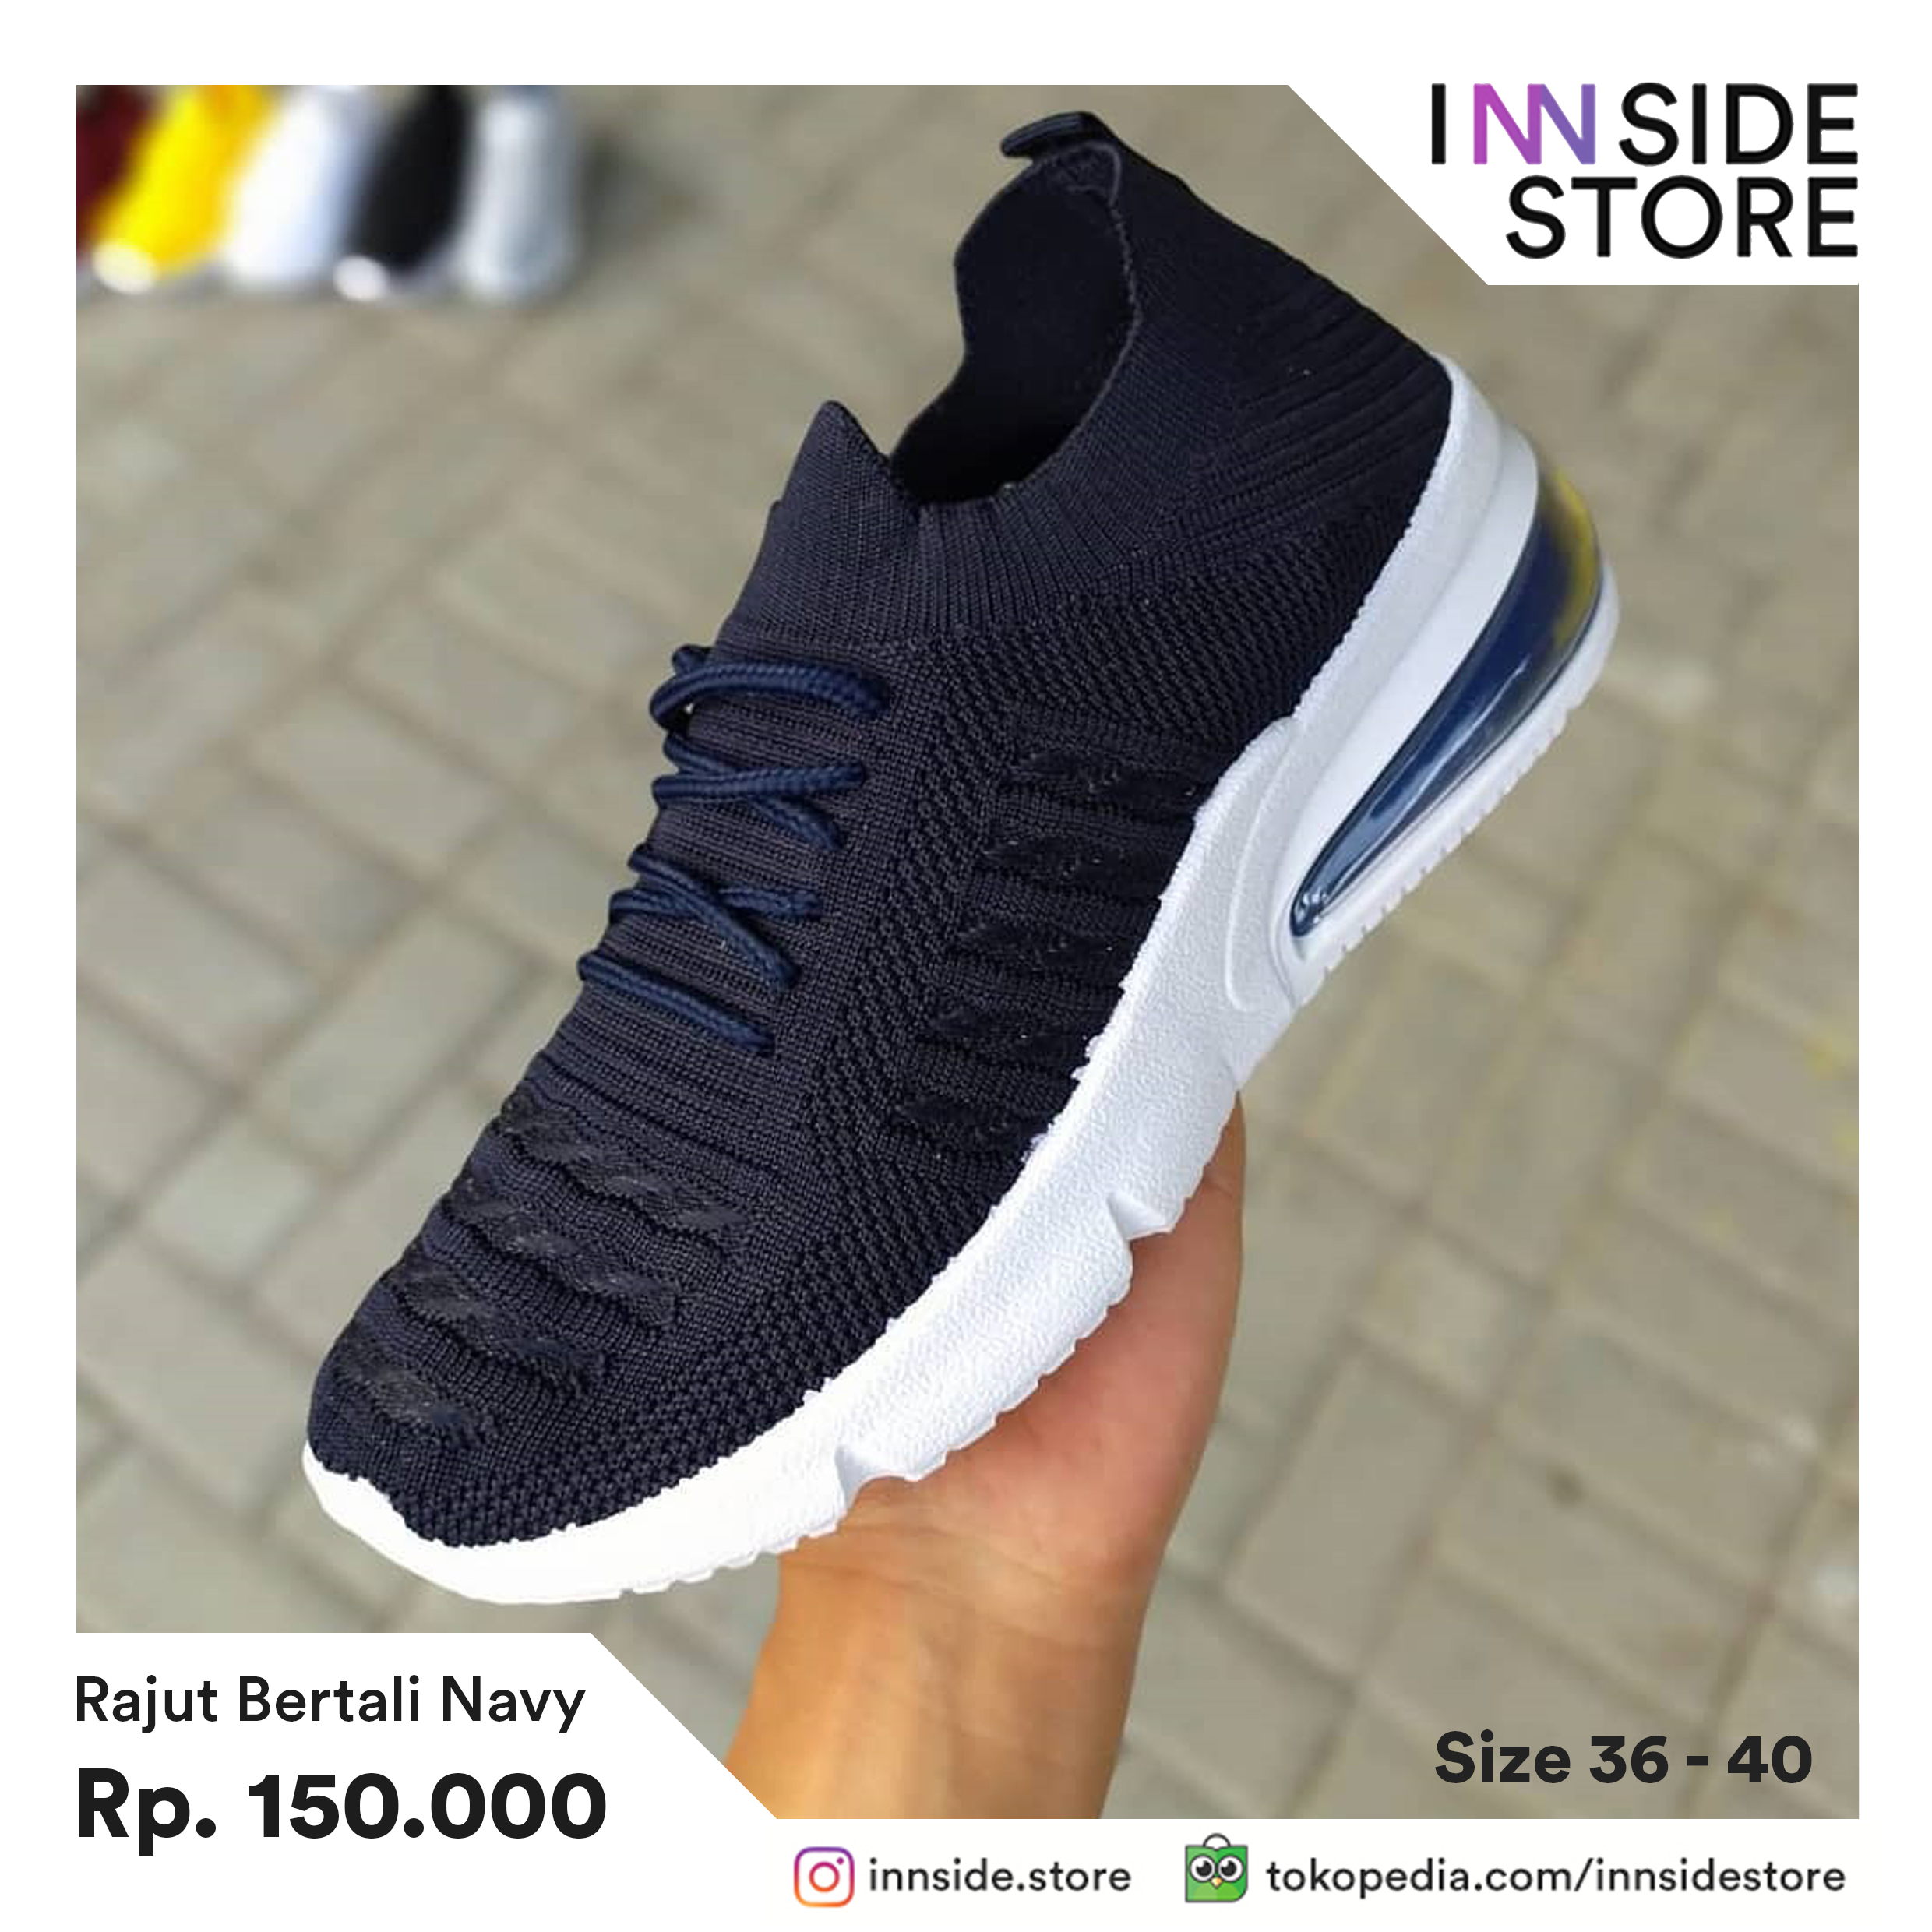 INNSIDE
STORE
Rajut Bertali Navy
Rp. 150.000
Size 36 - 40
innside.store
tokopedia.com/innsidestore